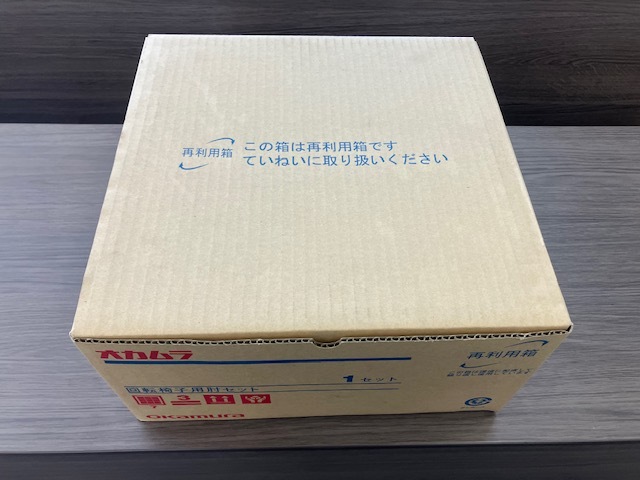 再利用箱
この箱は再利用箱です
ていねいに取り扱いください
オカムラ
再利用箱
回転椅子用肘セット
1セット
3
Okamura